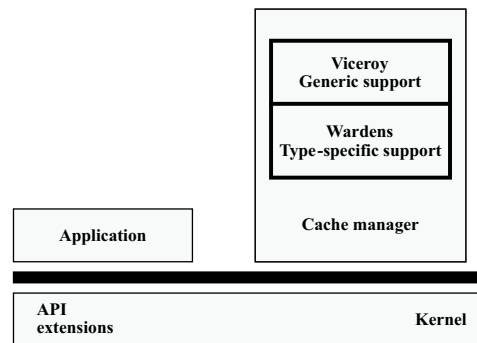 Viceroy
Generic support
Wardens
Type-specific support
Cache manager
Application
API
extensions
Kernel